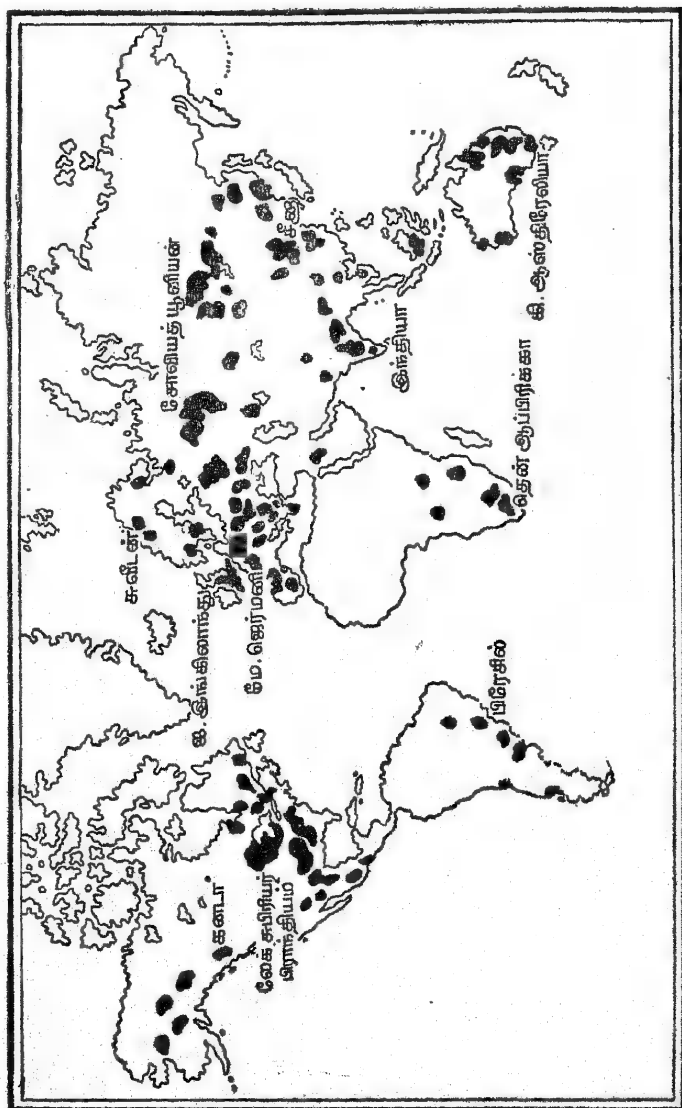 கனடா
லேக் சுபிரியர்
பிராந்தியம்
பிரேசில்
சுவீடன்
ஐ. இங்கிலாந்து
மே. ஜெர்மனி
சோவியத் யூனியன்
சீனா
இந்தியா
தென் ஆப்பிரிக்கா
கி. ஆஸ்திரேலியா